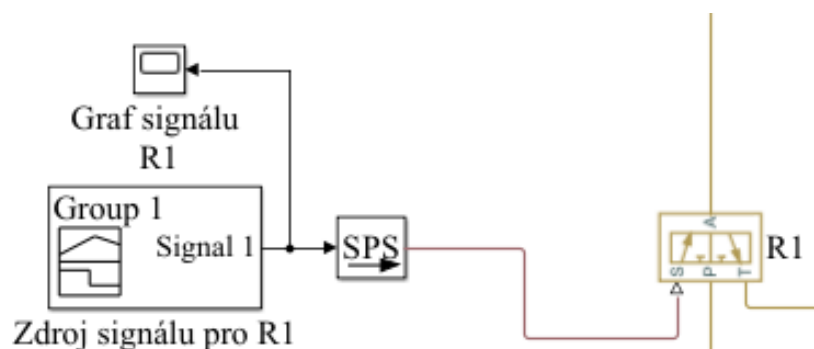 Graf signálu
R1
Group 1
Signal 1
SPS
Zdroj signálu pro R1
A
S P T
R1